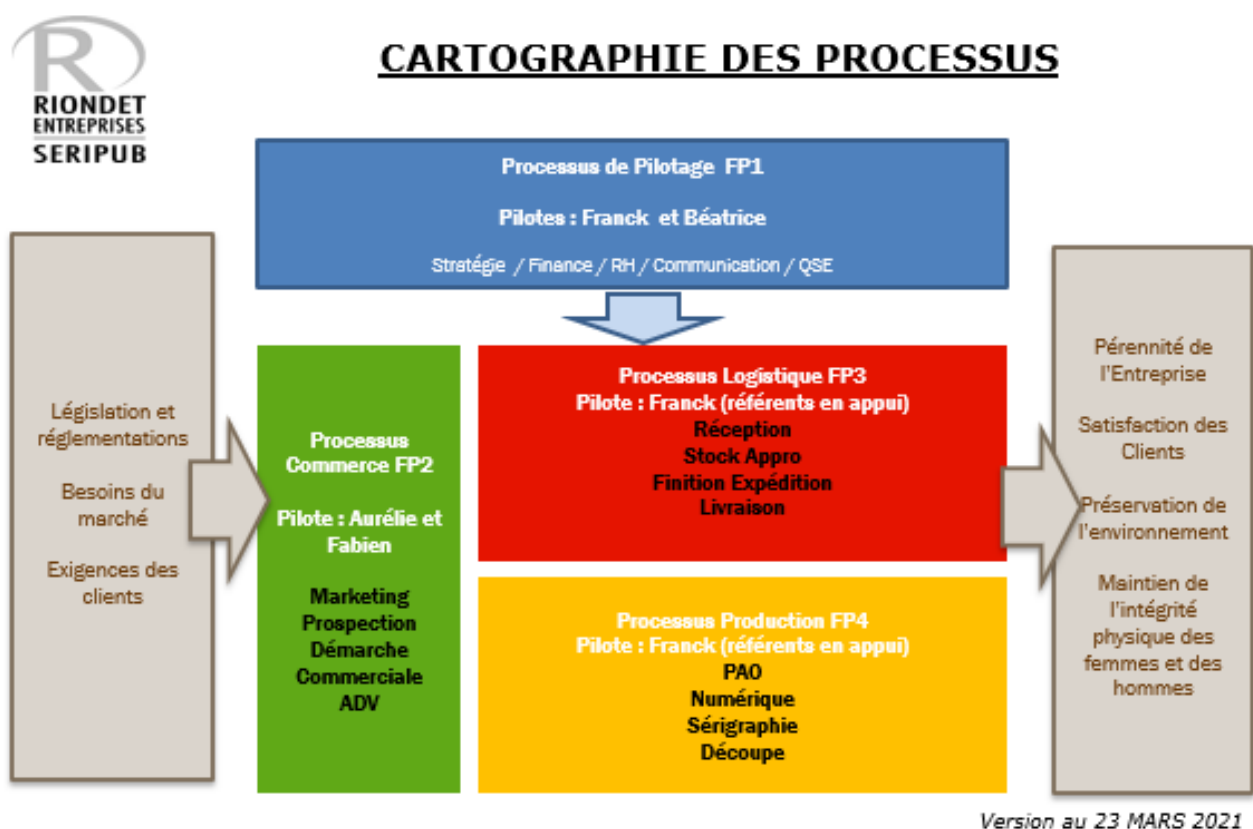 R
RIONDET
ENTREPRISES
SERIPUB
CARTOGRAPHIE DES PROCESSUS
Processus de Pilotage FP1
Pilotes : Franck et Béatrice
Stratégie / Finance / RH / Communication / QSE
Législation et
réglementations
Besoins du
marché
Exigences des
clients
Processus
Commerce FP2
Pilote : Aurélie et
Fabien
Marketing
Prospection
Démarche
Commerciale
ADV
Processus Logistique FP3
Pilote : Franck (référents en appui)
Réception
Stock Appro
Finition Expédition
Livraison
Processus Production FP4
Pilote : Franck (référents en appui)
PAO
Numérique
Sérigraphie
Découpe
Pérennité de
l'Entreprise
Satisfaction des
Clients
Préservation de
l'environnement
Maintien de
l'intégrité
physique des
femmes et des
hommes
Version au 23 MARS 2021